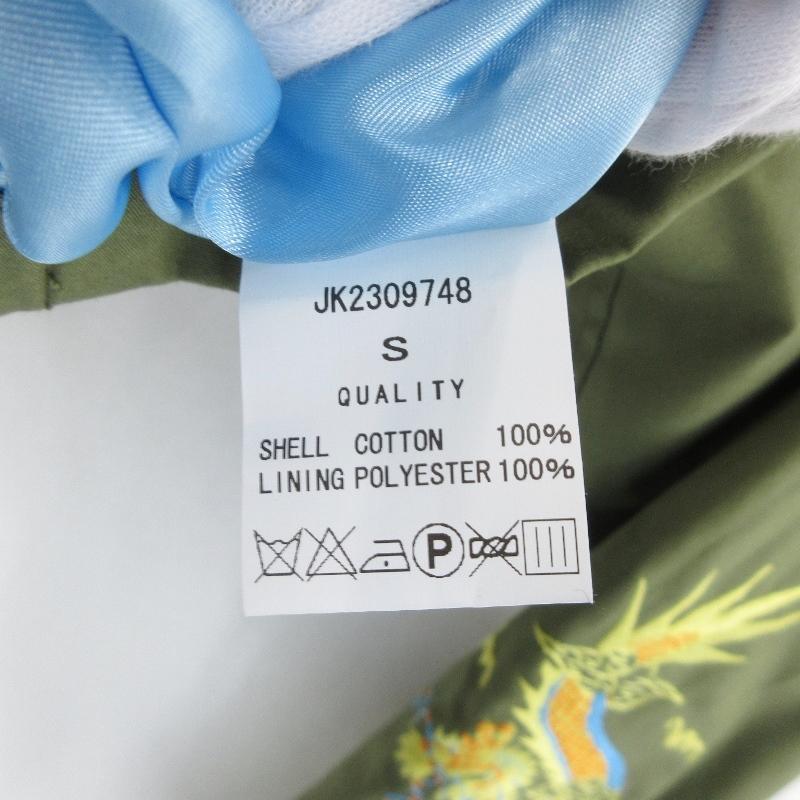 JK2309748
S
QUALITY
SHELL COTTON 100%
LINING POLYESTER 100%
P